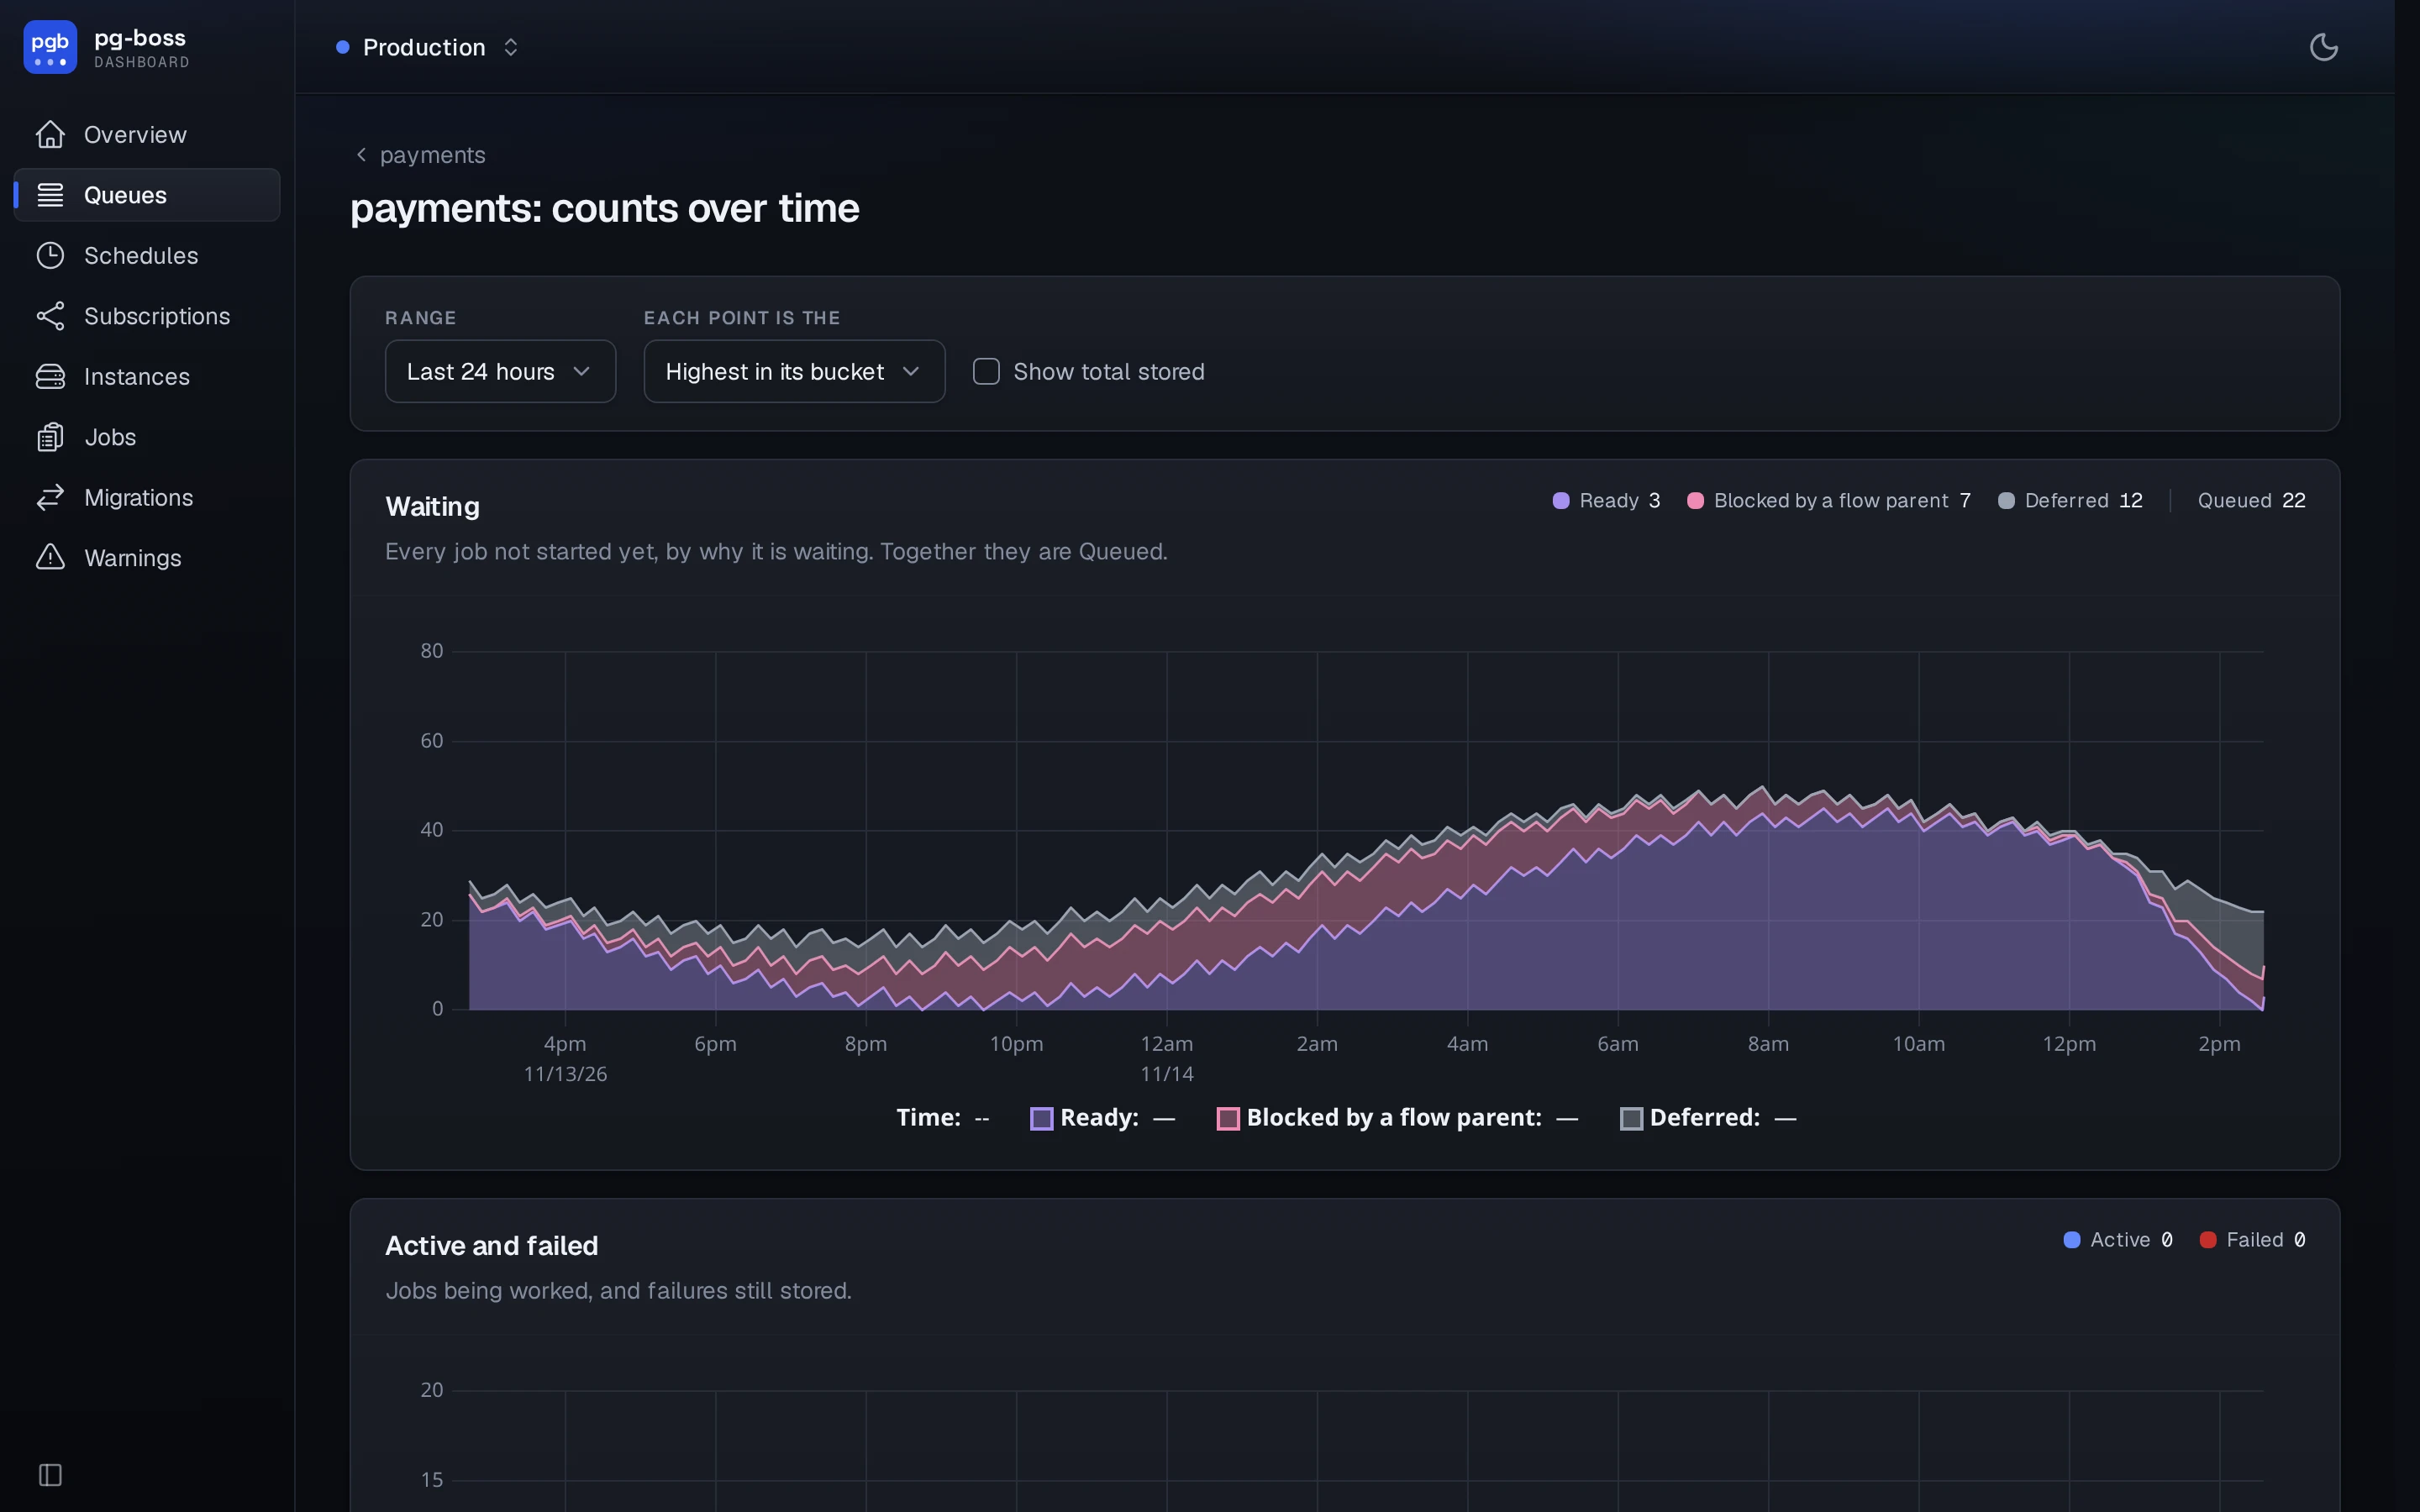 pgb
pg-boss
DASHBOARD
Overview
Queues
Schedules
Subscriptions
Instances
Jobs
Migrations
Warnings
Production
payments
payments: counts over time
RANGE
EACH POINT IS THE
Last 24 hours
Highest in its bucket
Show total stored
Waiting
Ready 3
Blocked by a flow parent 7
Deferred 12
Queued 22
Every job not started yet, by why it is waiting. Together they are Queued.
80
60
40
20
0
4pm 6pm 8pm 10pm 12am 2am 4am 6am 8am 10am 12pm 2pm
11/13/26 11/14
Time: -- Ready: — Blocked by a flow parent: — Deferred: —
Active and failed
Active 0
Failed 0
Jobs being worked, and failures still stored.
20
15